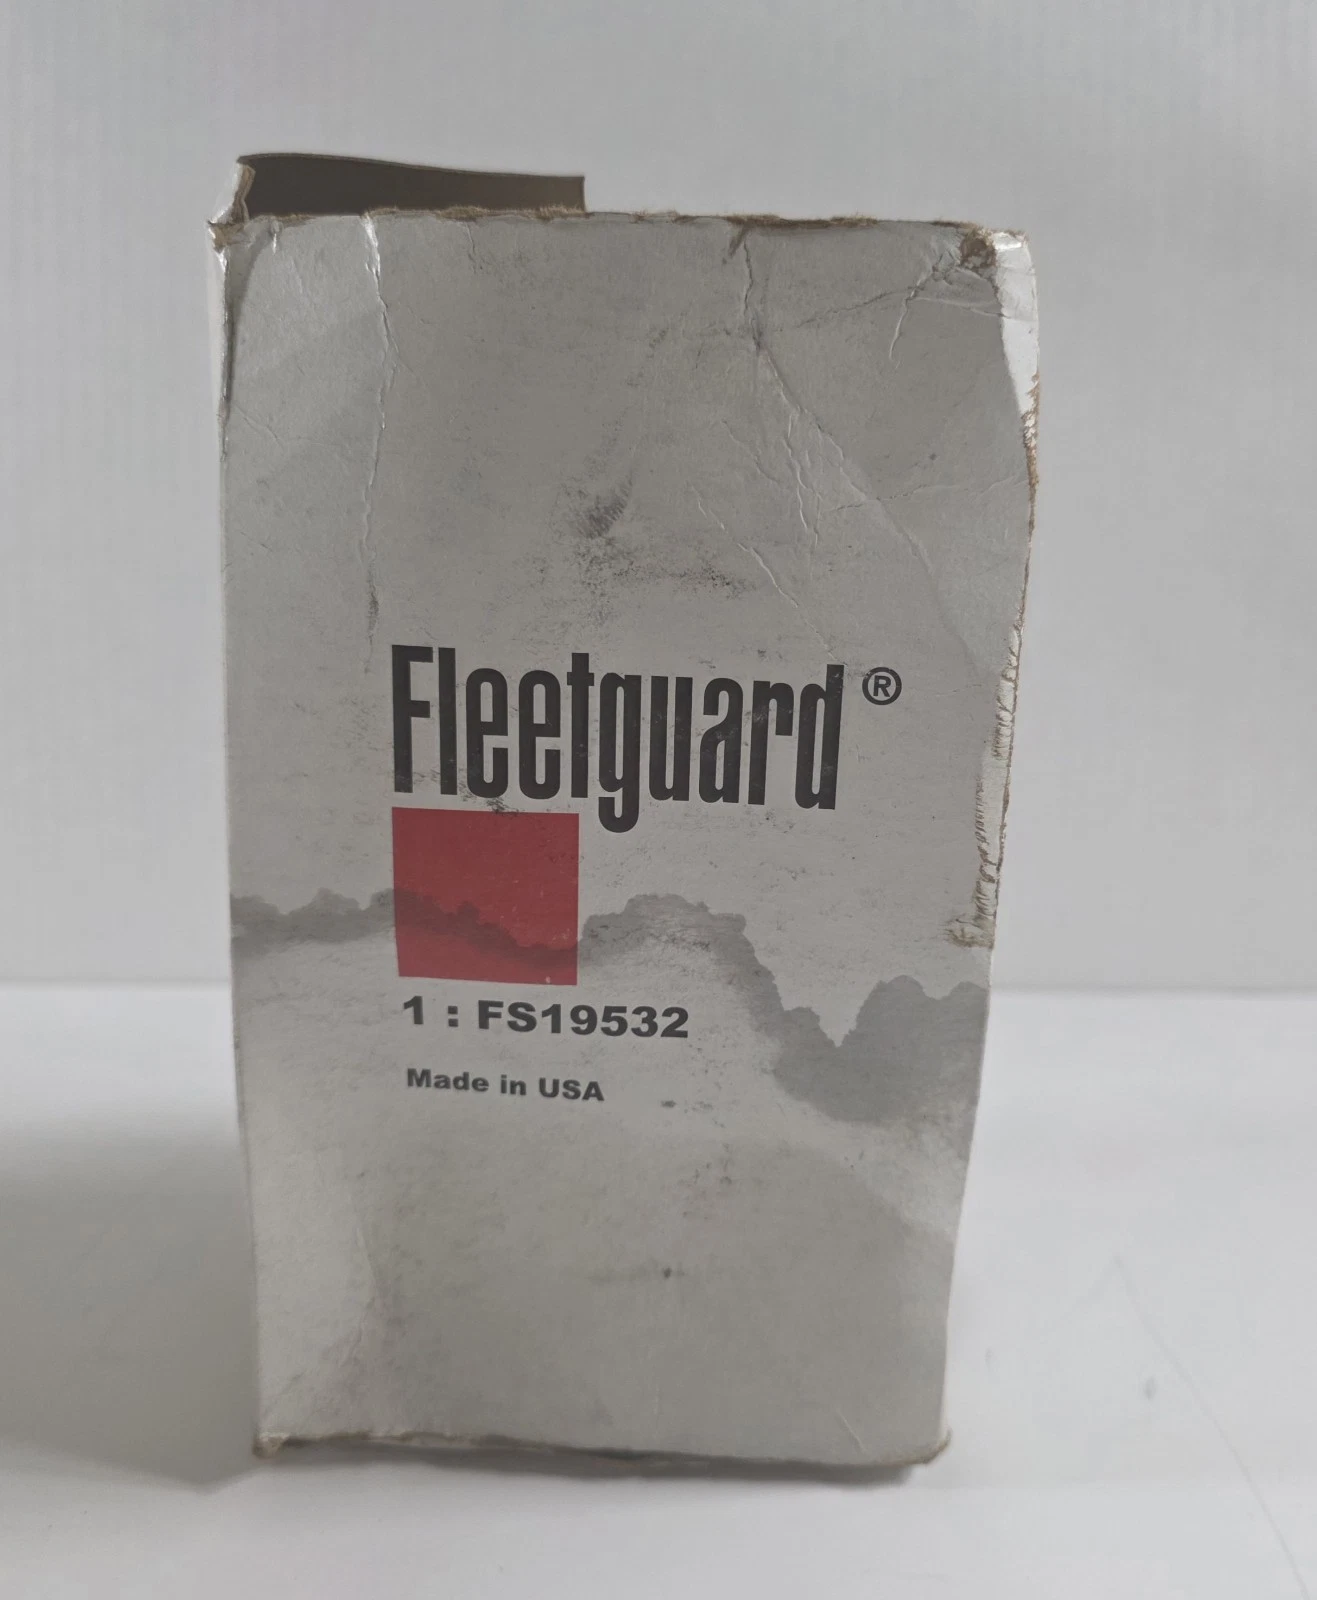 Fleetguard®
1 : FS19532
Made in USA